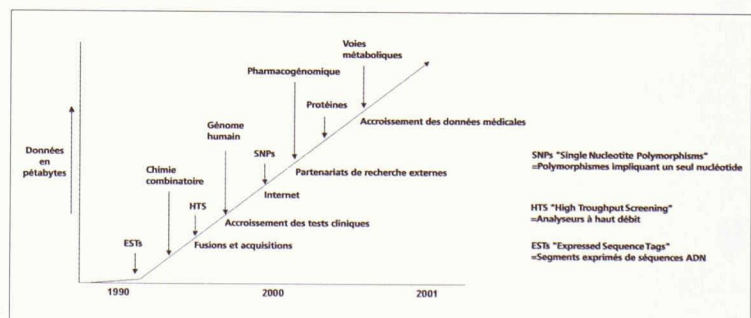 Voies
métaboliques
Pharmacogénomique
Protéines
Accroissement des données médicales
Génome
humain
SNPs
Partenariats de recherche externes
Données
en
pétabytes
Chimie
combinatoire
Internet
HTS
Accroissement des tests cliniques
ESTs
Fusions et acquisitions
1990
2000
2001
SNPs "Single Nucleotite Polymorphisms"
=Polymorphismes impliquant un seul nucléotide
HTS "High Troughput Screening"
=Analyseurs à haut débit
ESTs "Expressed Sequence Tags"
=Segments exprimés de séquences ADN